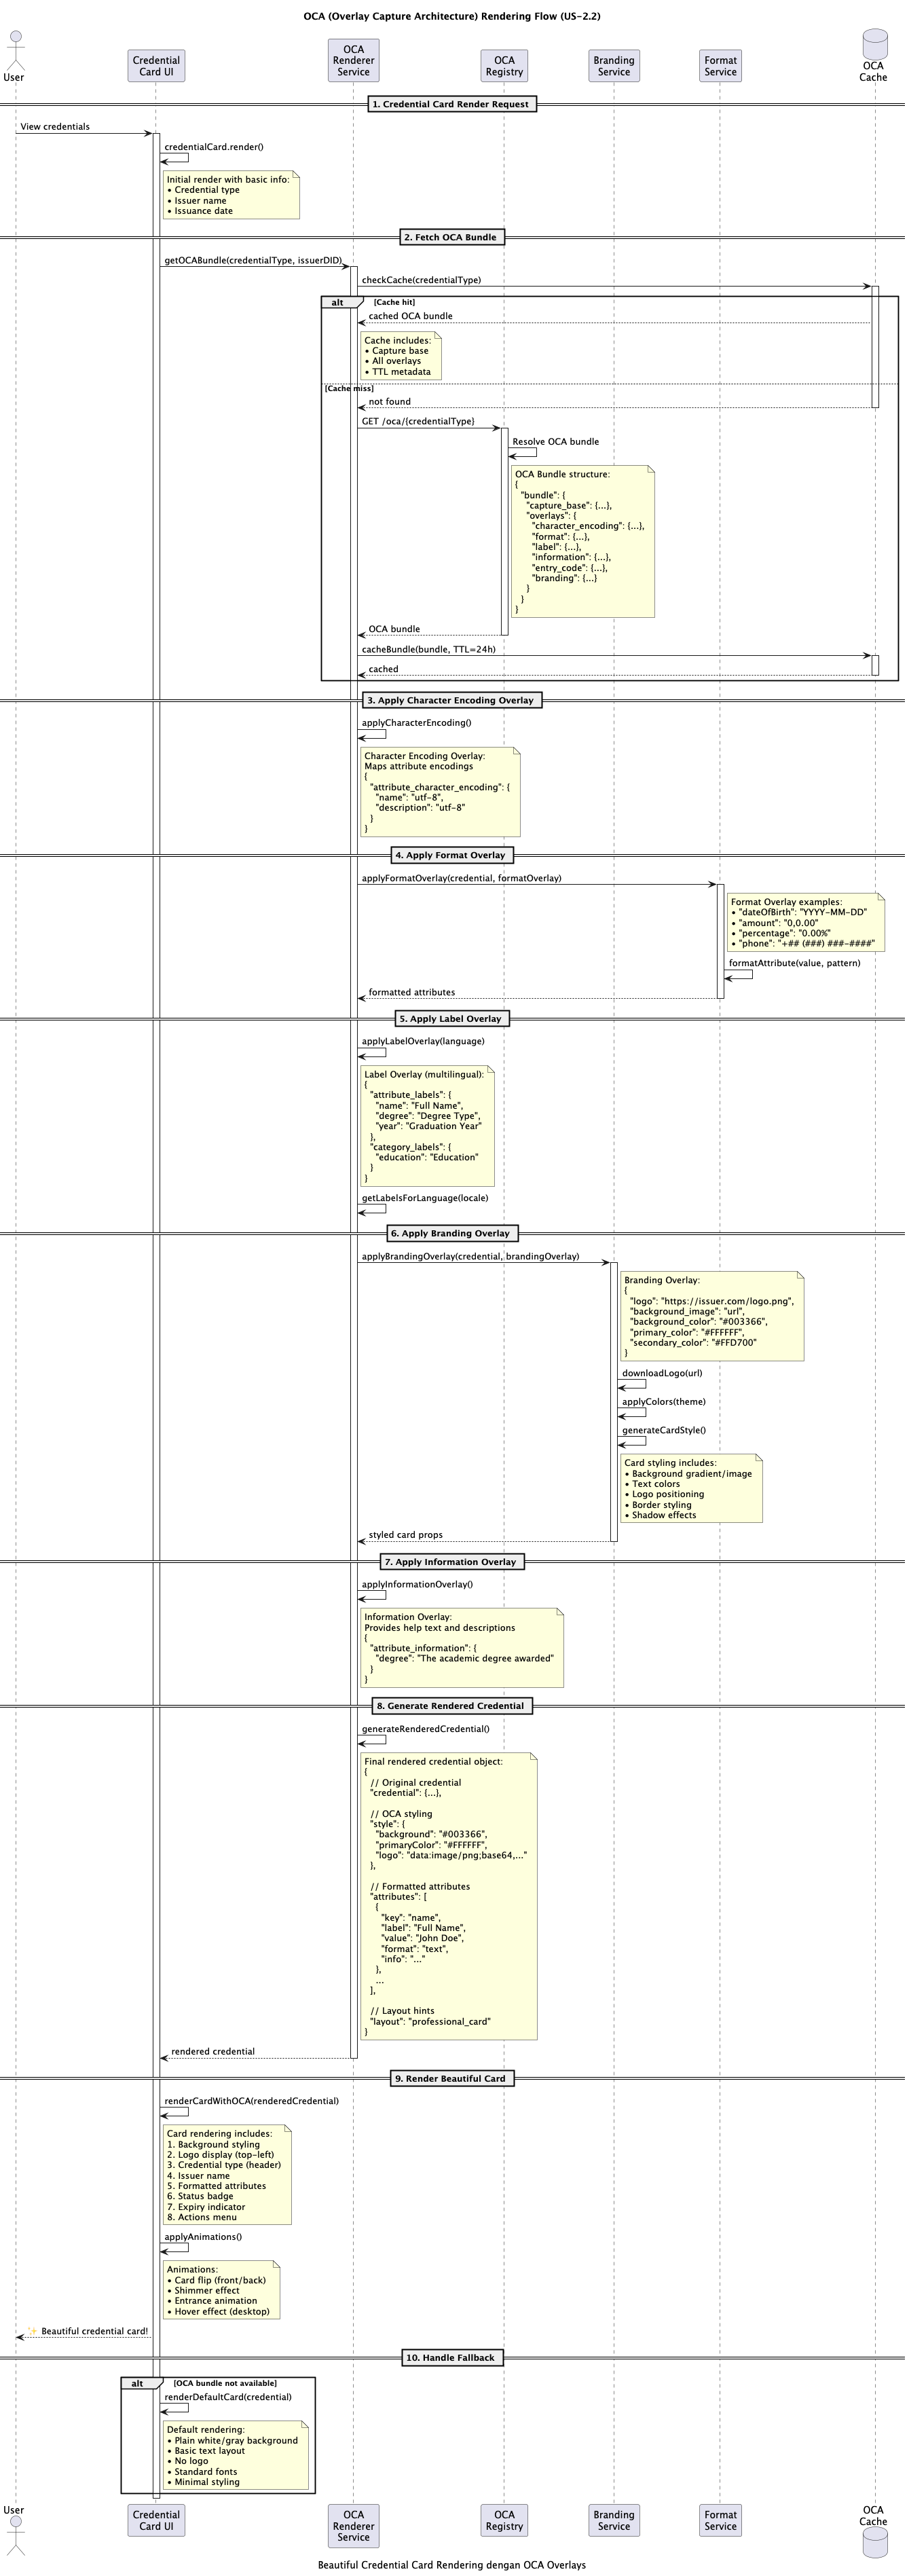 OCA (Overlay Capture Architecture) Rendering Flow (US-2.2)
User
Credential
Card UI
OCA
Renderer
Service
OCA
Registry
Branding
Service
Format
Service
OCA
Cache
1. Credential Card Render Request
View credentials
credentialCard.render()
Initial render with basic info:
• Credential type
• Issuer name
• Issuance date
2. Fetch OCA Bundle
getOCABundle(credentialType, issuerDID)
checkCache(credentialType)
alt [Cache hit]
cached OCA bundle
Cache includes:
• Capture base
• All overlays
• TTL metadata
[Cache miss]
not found
GET /oca/{credentialType}
Resolve OCA bundle
OCA Bundle structure:
{
"bundle": {
"capture_base": {...},
"overlays": {
"character_encoding": {...},
"format": {...},
"label": {...},
"information": {...},
"entry_code": {...},
"branding": {...}
}
}
}
OCA bundle
cacheBundle(bundle, TTL=24h)
cached
3. Apply Character Encoding Overlay
applyCharacterEncoding()
Character Encoding Overlay:
Maps attribute encodings
{
"attribute_character_encoding": {
"name": "utf-8",
"description": "utf-8"
}
}
4. Apply Format Overlay
applyFormatOverlay(credential, formatOverlay)
Format Overlay examples:
• "dateOfBirth": "YYYY-MM-DD"
• "amount": "0,0.00"
• "percentage": "0.00%"
• "phone": "+## (###) ###-####"
formatAttribute(value, pattern)
formatted attributes
5. Apply Label Overlay
applyLabelOverlay(language)
Label Overlay (multilingual):
{
"attribute_labels": {
"name": "Full Name",
"degree": "Degree Type",
"year": "Graduation Year"
},
"category_labels": {
"education": "Education"
}
}
getLabelsForLanguage(locale)
6. Apply Branding Overlay
applyBrandingOverlay(credential, brandingOverlay)
Branding Overlay:
{
"logo": "https://issuer.com/logo.png",
"background_image": "url",
"background_color": "#003366",
"primary_color": "#FFFFFF",
"secondary_color": "#FFD700"
}
downloadLogo(url)
applyColors(theme)
generateCardStyle()
Card styling includes:
• Background gradient/image
• Text colors
• Logo positioning
• Border styling
• Shadow effects
styled card props
7. Apply Information Overlay
applyInformationOverlay()
Information Overlay:
Provides help text and descriptions
{
"attribute_information": {
"degree": "The academic degree awarded"
}
}
8. Generate Rendered Credential
generateRenderedCredential()
Final rendered credential object:
{
// Original credential
"credential": {...},
// OCA styling
"style": {
"background": "#003366",
"primaryColor": "#FFFFFF",
"logo": "data:image/png;base64,..."
},
// Formatted attributes
"attributes": [
{
"key": "name",
"label": "Full Name",
"value": "John Doe",
"format": "text",
"info": "..."
},
...
],
// Layout hints
"layout": "professional_card"
}
rendered credential
9. Render Beautiful Card
renderCardWithOCA(renderedCredential)
Card rendering includes:
1. Background styling
2. Logo display (top-left)
3. Credential type (header)
4. Issuer name
5. Formatted attributes
6. Status badge
7. Expiry indicator
8. Actions menu
applyAnimations()
Animations:
• Card flip (front/back)
• Shimmer effect
• Entrance animation
• Hover effect (desktop)
✨ Beautiful credential card!
10. Handle Fallback
alt [OCA bundle not available]
renderDefaultCard(credential)
Default rendering:
• Plain white/gray background
• Basic text layout
• No logo
• Standard fonts
• Minimal styling
User
Credential
Card UI
OCA
Renderer
Service
OCA
Registry
Branding
Service
Format
Service
OCA
Cache
Beautiful Credential Card Rendering dengan OCA Overlays